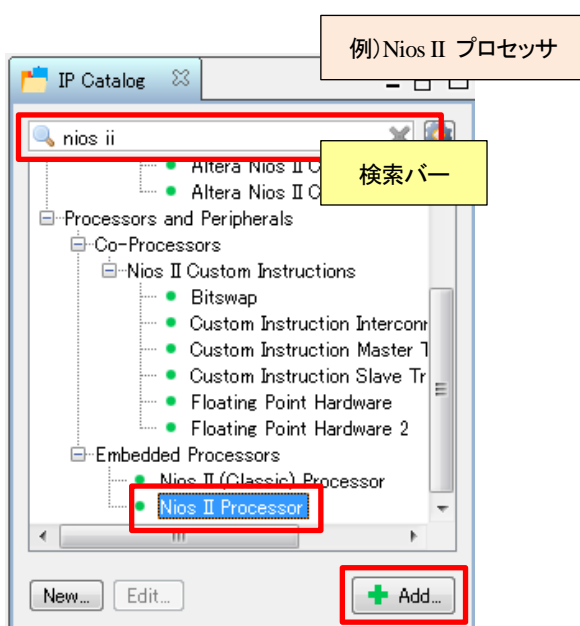 例)Nios II プロセッサ
IP Catalog
nios ii
検索バー
Altera Nios II C
Altera Nios II C
Processors and Peripherals
Co-Processors
Nios II Custom Instructions
Bitswap
Custom Instruction Interconn
Custom Instruction Master T
Custom Instruction Slave Tr
Floating Point Hardware
Floating Point Hardware 2
Embedded Processors
Nios II (Classic) Processor
Nios II Processor
New... Edit... Add...